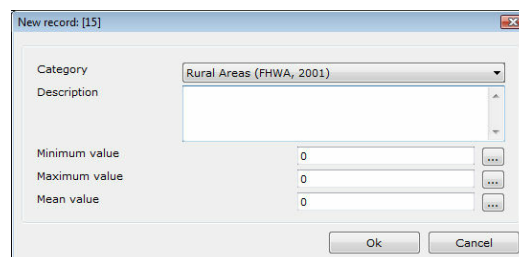 New record: [15]
Category
Rural Areas (FHWA, 2001)
Description
Minimum value
0
...
Maximum value
0
...
Mean value
0
...
Ok
Cancel